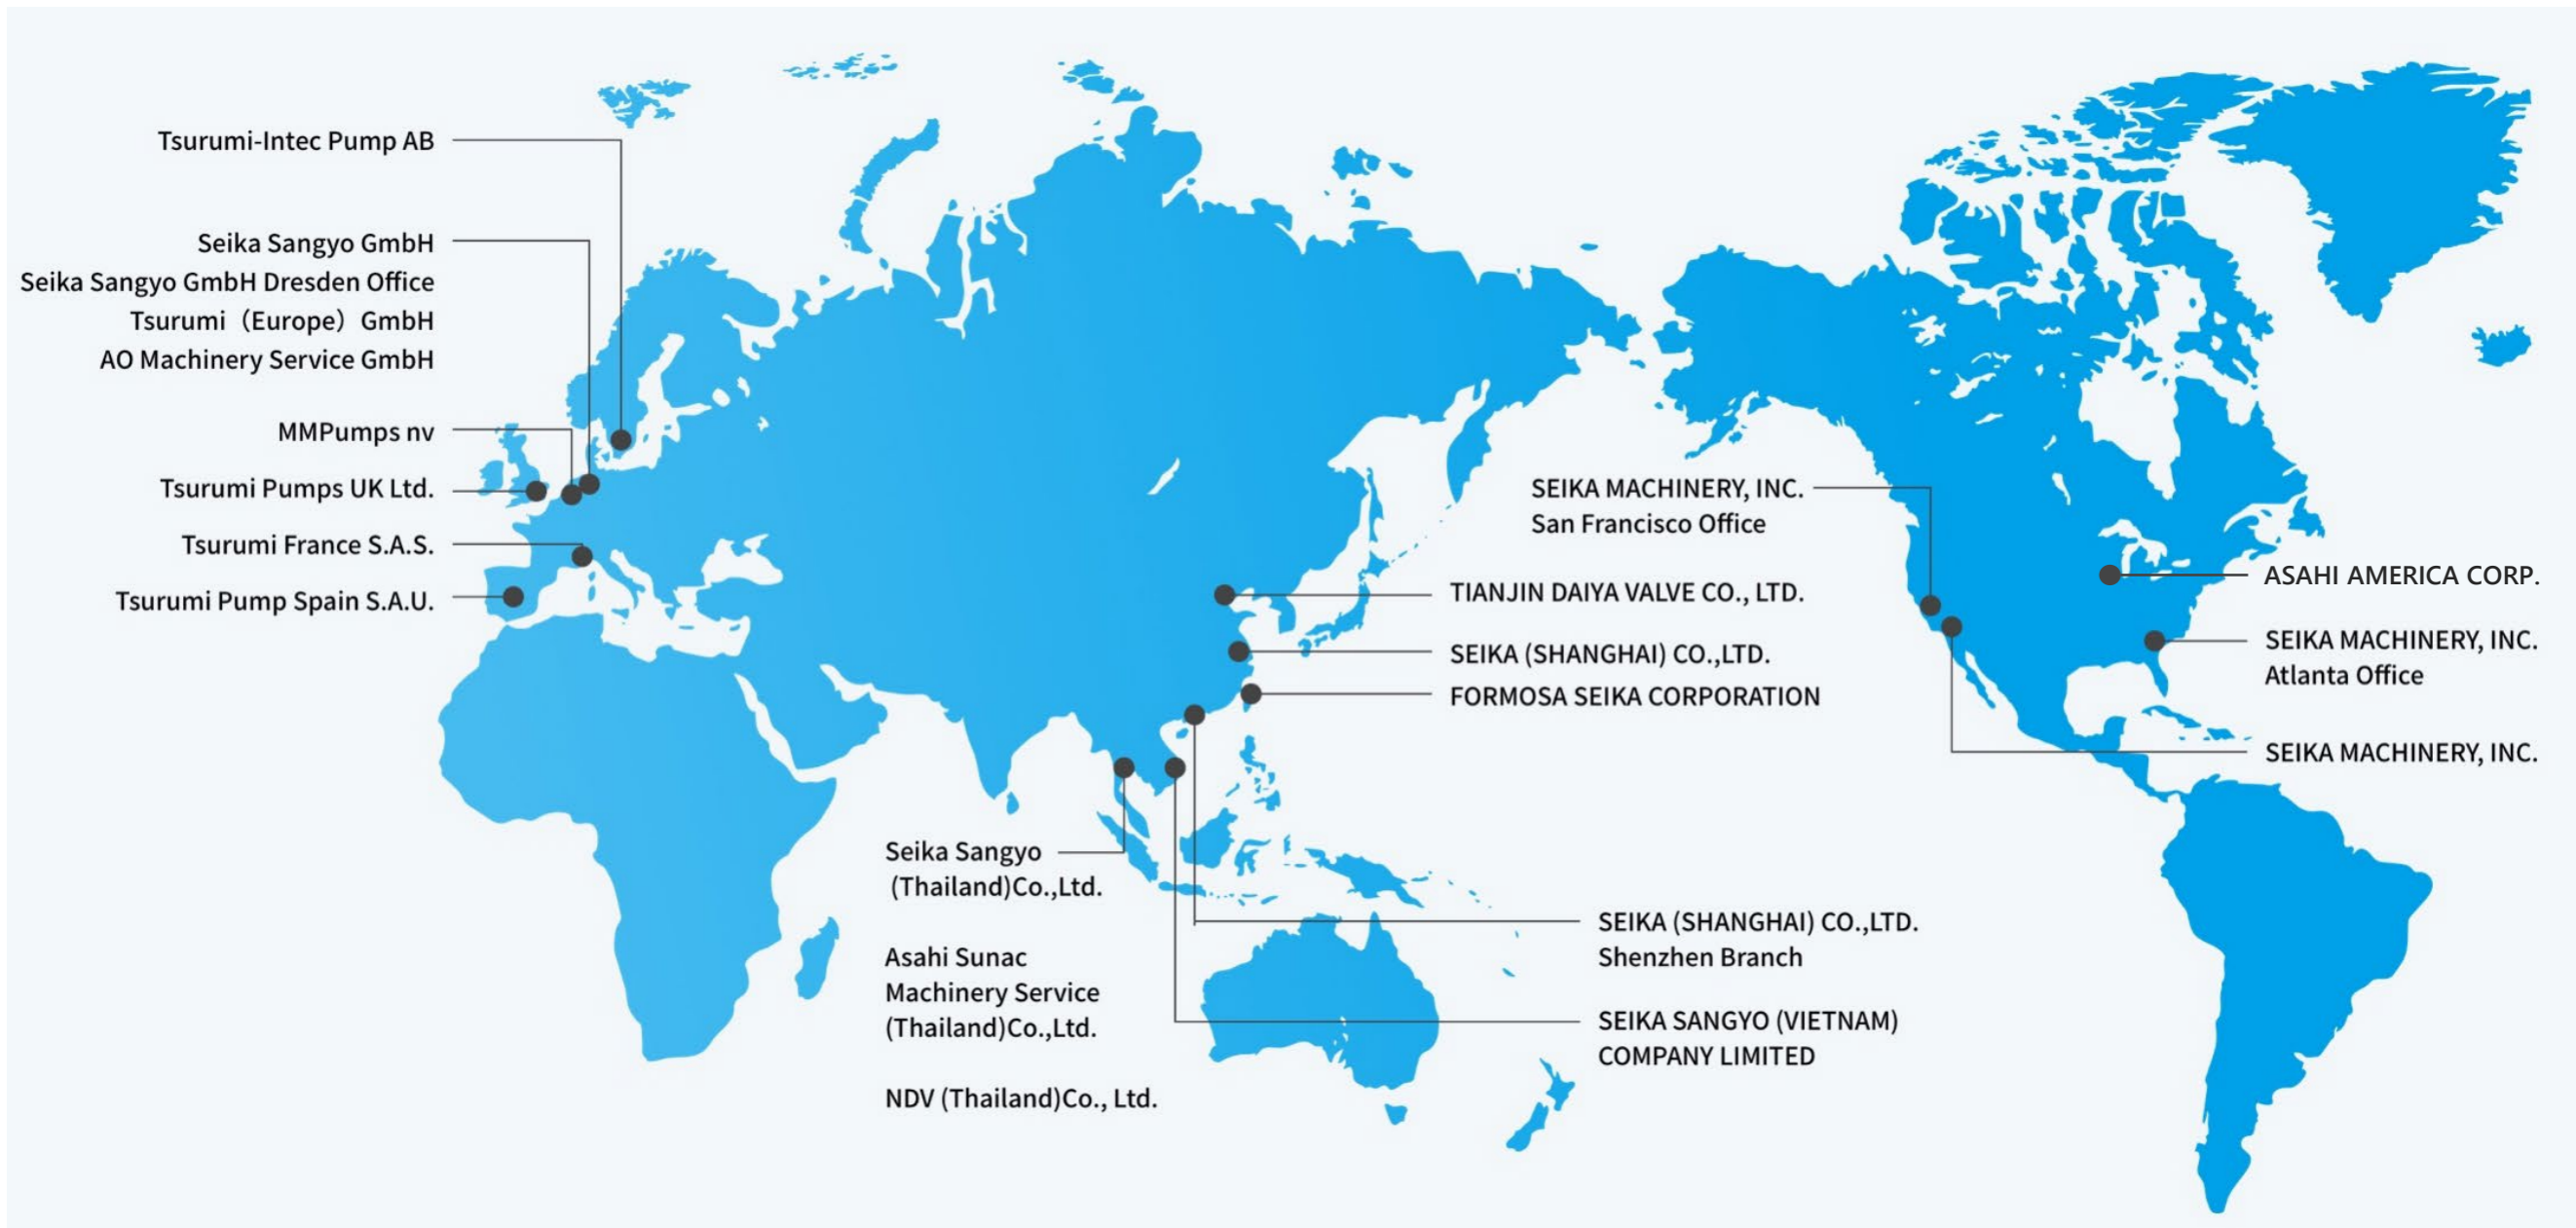 Tsurumi-Intec Pump AB
Seika Sangyo GmbH
Seika Sangyo GmbH Dresden Office
Tsurumi（Europe）GmbH
AO Machinery Service GmbH
MMPumps nv
Tsurumi Pumps UK Ltd.
Tsurumi France S.A.S.
Tsurumi Pump Spain S.A.U.
Seika Sangyo
(Thailand)Co.,Ltd.
Asahi Sunac
Machinery Service
(Thailand)Co.,Ltd.
NDV (Thailand)Co., Ltd.
SEIKA MACHINERY, INC.
San Francisco Office
TIANJIN DAIYA VALVE CO., LTD.
SEIKA (SHANGHAI) CO.,LTD.
FORMOSA SEIKA CORPORATION
SEIKA (SHANGHAI) CO.,LTD.
Shenzhen Branch
SEIKA SANGYO (VIETNAM)
COMPANY LIMITED
ASAHI AMERICA CORP.
SEIKA MACHINERY, INC.
Atlanta Office
SEIKA MACHINERY, INC.